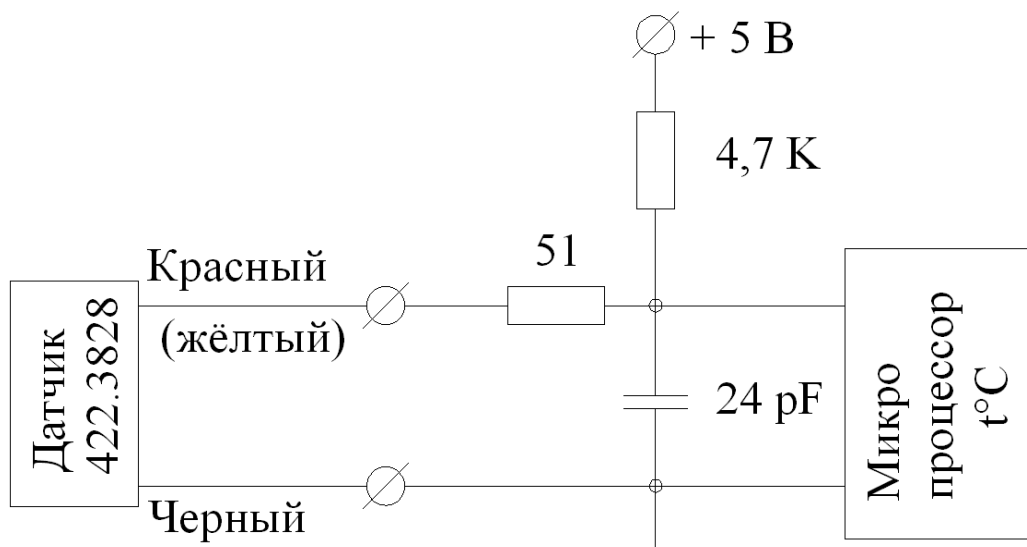 + 5 В
4,7 K
51
Красный
(жёлтый)
Датчик
422.3828
24 pF
Микро
процессор
t°C
Черный